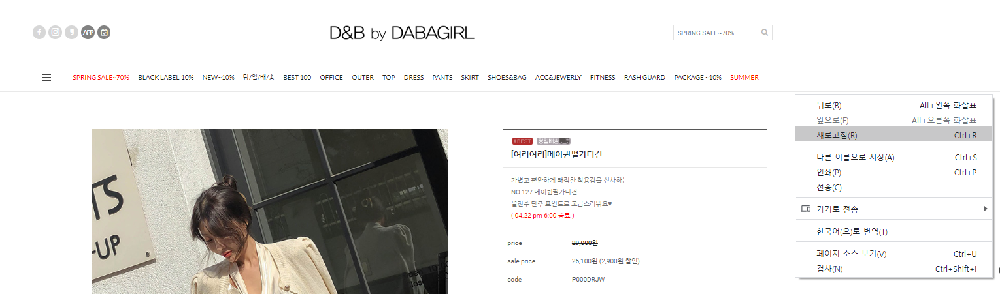 APP
D&B by DABAGIRL
SPRING SALE~70%
SPRING SALE~70% BLACK LABEL-10% NEW~10% 당/일/배/송 BEST 100 OFFICE OUTER TOP DRESS PANTS SKIRT SHOES&BAG ACC&JEWERLY FITNESS RASH GUARD PACKAGE ~10% SUMMER
TS
-UP
#BEST 당일배송
[여리여리]메이퀸펄가디건
가볍고 편안하게 쾌적한 착용감을 선사하는
NO.127 메이퀸펄가디건
펄진주 단추 포인트로 고급스러워요♥
( 04.22 pm 6:00 종료 )
price 29,000원
sale price 26,100원 (2,900원 할인)
code P000DRJW
뒤로(B) Alt+왼쪽 화살표
앞으로(F) Alt+오른쪽 화살표
새로고침(R) Ctrl+R
다른 이름으로 저장(A)... Ctrl+S
인쇄(P) Ctrl+P
전송(C)...
기기로 전송
한국어(으)로 번역(T)
페이지 소스 보기(V) Ctrl+U
검사(N) Ctrl+Shift+I